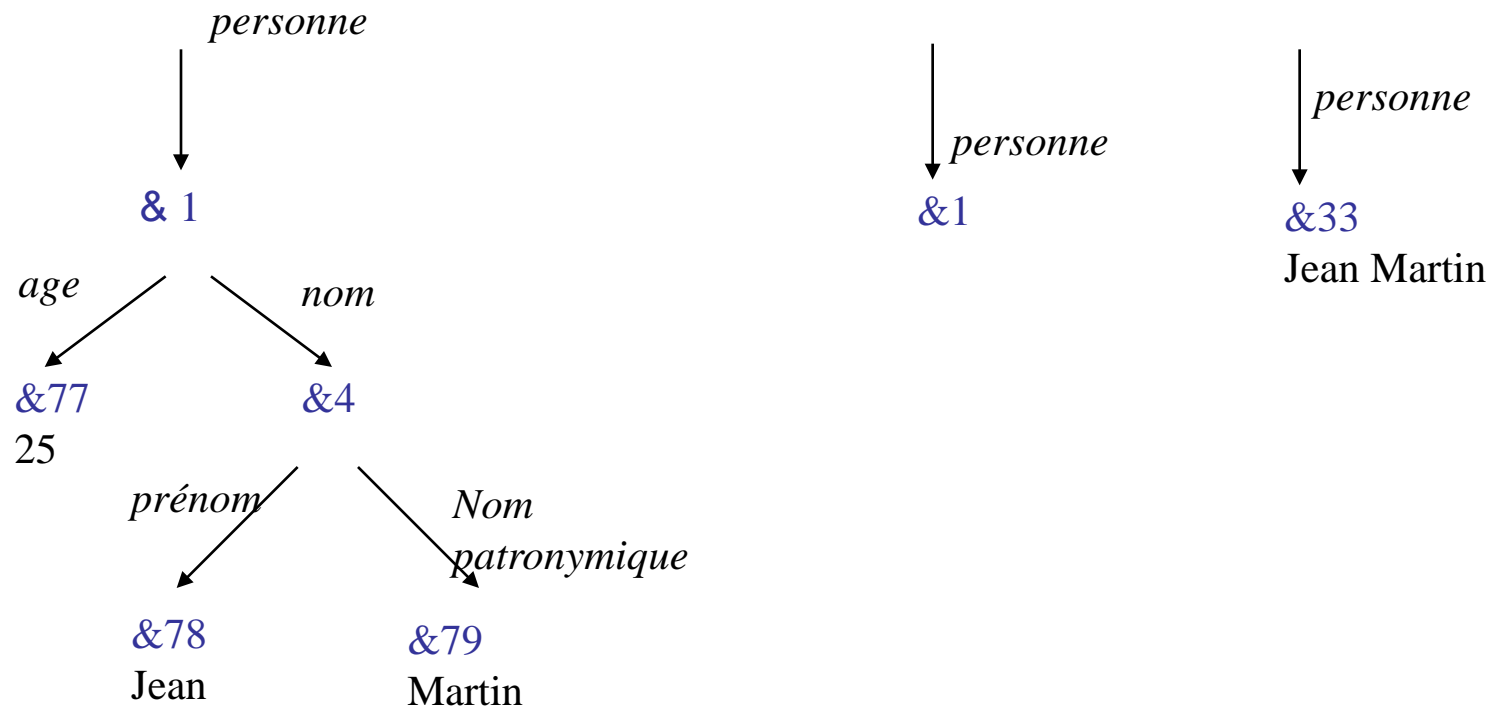 personne
& 1
age
nom
&77
25
&4
prénom
Nom
patronymique
&78
Jean
&79
Martin
personne
&1
personne
&33
Jean Martin